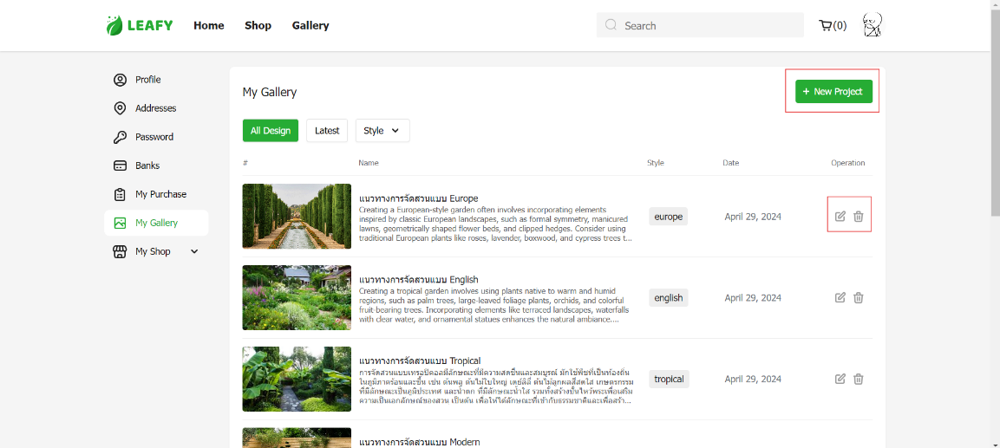 LEAFY
Home
Shop
Gallery
Search
(0)
Profile
Addresses
Password
Banks
My Purchase
My Gallery
My Shop
My Gallery
+ New Project
All Design
Latest
Style
#
Name
Style
Date
Operation
แนวทางการจัดสวนแบบ Europe
Creating a European-style garden often involves incorporating elements
inspired by classic European landscapes, such as formal symmetry, manicured
lawns, geometrically shaped flower beds, and clipped hedges. Consider using
traditional European plants like roses, lavender, boxwood, and cypress trees t...
europe
April 29, 2024
แนวทางการจัดสวนแบบ English
Creating a tropical garden involves using plants native to warm and humid
regions, such as palm trees, large-leaved foliage plants, orchids, and colorful
fruit-bearing trees. Incorporating elements like terraced landscapes, waterfalls
with clear water, and ornamental statues enhances the natural ambiance....
english
April 29, 2024
แนวทางการจัดสวนแบบ Tropical
การจัดสวนแบบเทรอปิคอลมีลักษณะที่มีความสดชื่นและสมบูรณ์ มักใช้พืชที่เป็นท้องถิ่น
ในภูมิภาคร้อนและชื้น เช่น ต้นพลู ต้นไม้ใบใหญ่ เดย์ลิลี่ ต้นไม้ลูกผลสีสดใส เกษตรกรรม
ที่มีลักษณะเป็นภูมิประเทศ และน้ำตก ที่มีลักษณะน้ำใส รวมทั้งสร้างปั้นไหว้พระเพื่อเสริม
ความเป็นเอกลักษณ์ของสวน เป็นต้น เพื่อให้ได้ลักษณะที่เข้ากับธรรมชาติและเพื่อสร้า...
tropical
April 29, 2024
แนวทางการจัดสวนแบบ Modern